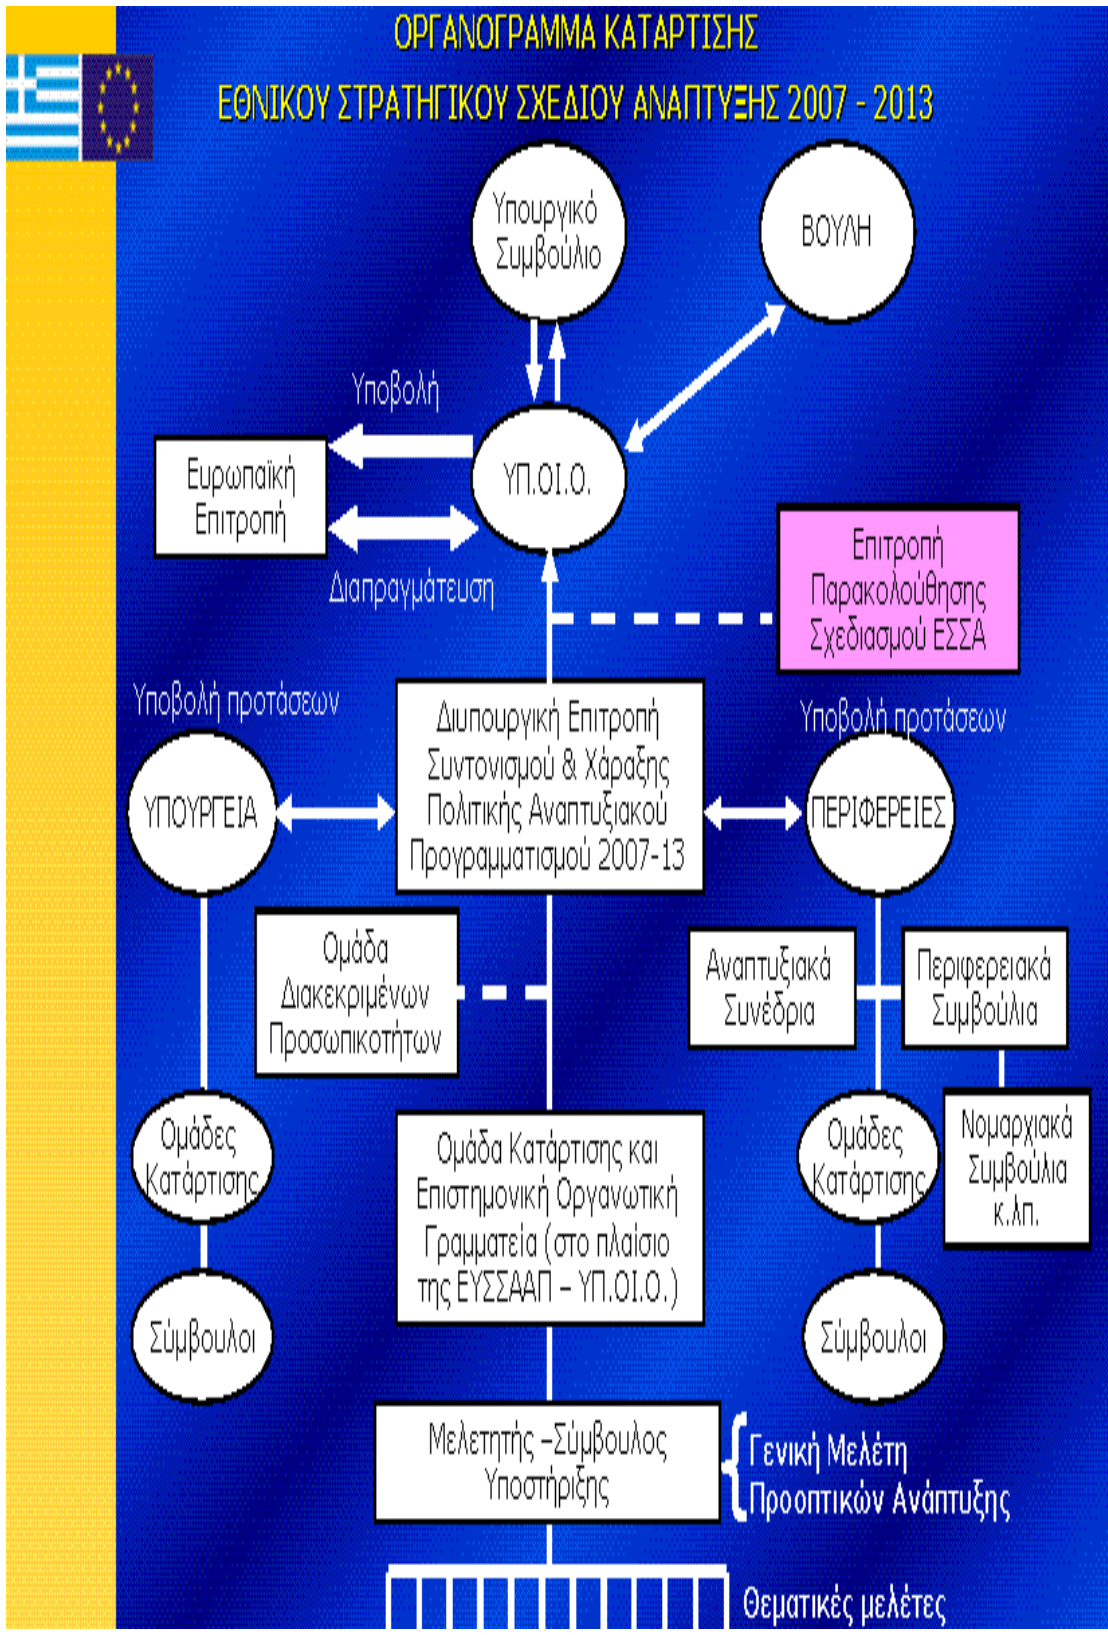 ΟΡΓΑΝΟΓΡΑΜΜΑ ΚΑΤΑΡΤΙΣΗΣ
ΕΘΝΙΚΟΥ ΣΤΡΑΤΗΓΙΚΟΥ ΣΧΕΔΙΟΥ ΑΝΑΠΤΥΞΗΣ 2007 - 2013
Υπουργικό
Συμβούλιο
ΒΟΥΛΗ
Υποβολή
Ευρωπαϊκή
Επιτροπή
ΥΠ.ΟΙ.Ο.
Διαπραγμάτευση
Επιτροπή
Παρακολούθησης
Σχεδιασμού ΕΣΣΑ
Υποβολή προτάσεων
Διυπουργική Επιτροπή
Συντονισμού & Χάραξης
Πολιτικής Αναπτυξιακού
Προγραμματισμού 2007-13
Υποβολή προτάσεων
ΥΠΟΥΡΓΕΙΑ
ΠΕΡΙΦΕΡΕΙΕΣ
Ομάδα
Διακεκριμένων
Προσωπικοτήτων
Αναπτυξιακά
Συνέδρια
Περιφερειακά
Συμβούλια
Ομάδες
Κατάρτισης
Ομάδα Κατάρτισης και
Επιστημονική Οργανωτική
Γραμματεία (στο πλαίσιο
της ΕΥΣΣΑΑΠ – ΥΠ.ΟΙ.Ο.)
Ομάδες
Κατάρτισης
Νομαρχιακά
Συμβούλια
κ.λπ.
Σύμβουλοι
Σύμβουλοι
Μελετητής –Σύμβουλος
Υποστήριξης
Γενική Μελέτη
Προοπτικών Ανάπτυξης
Θεματικές μελέτες